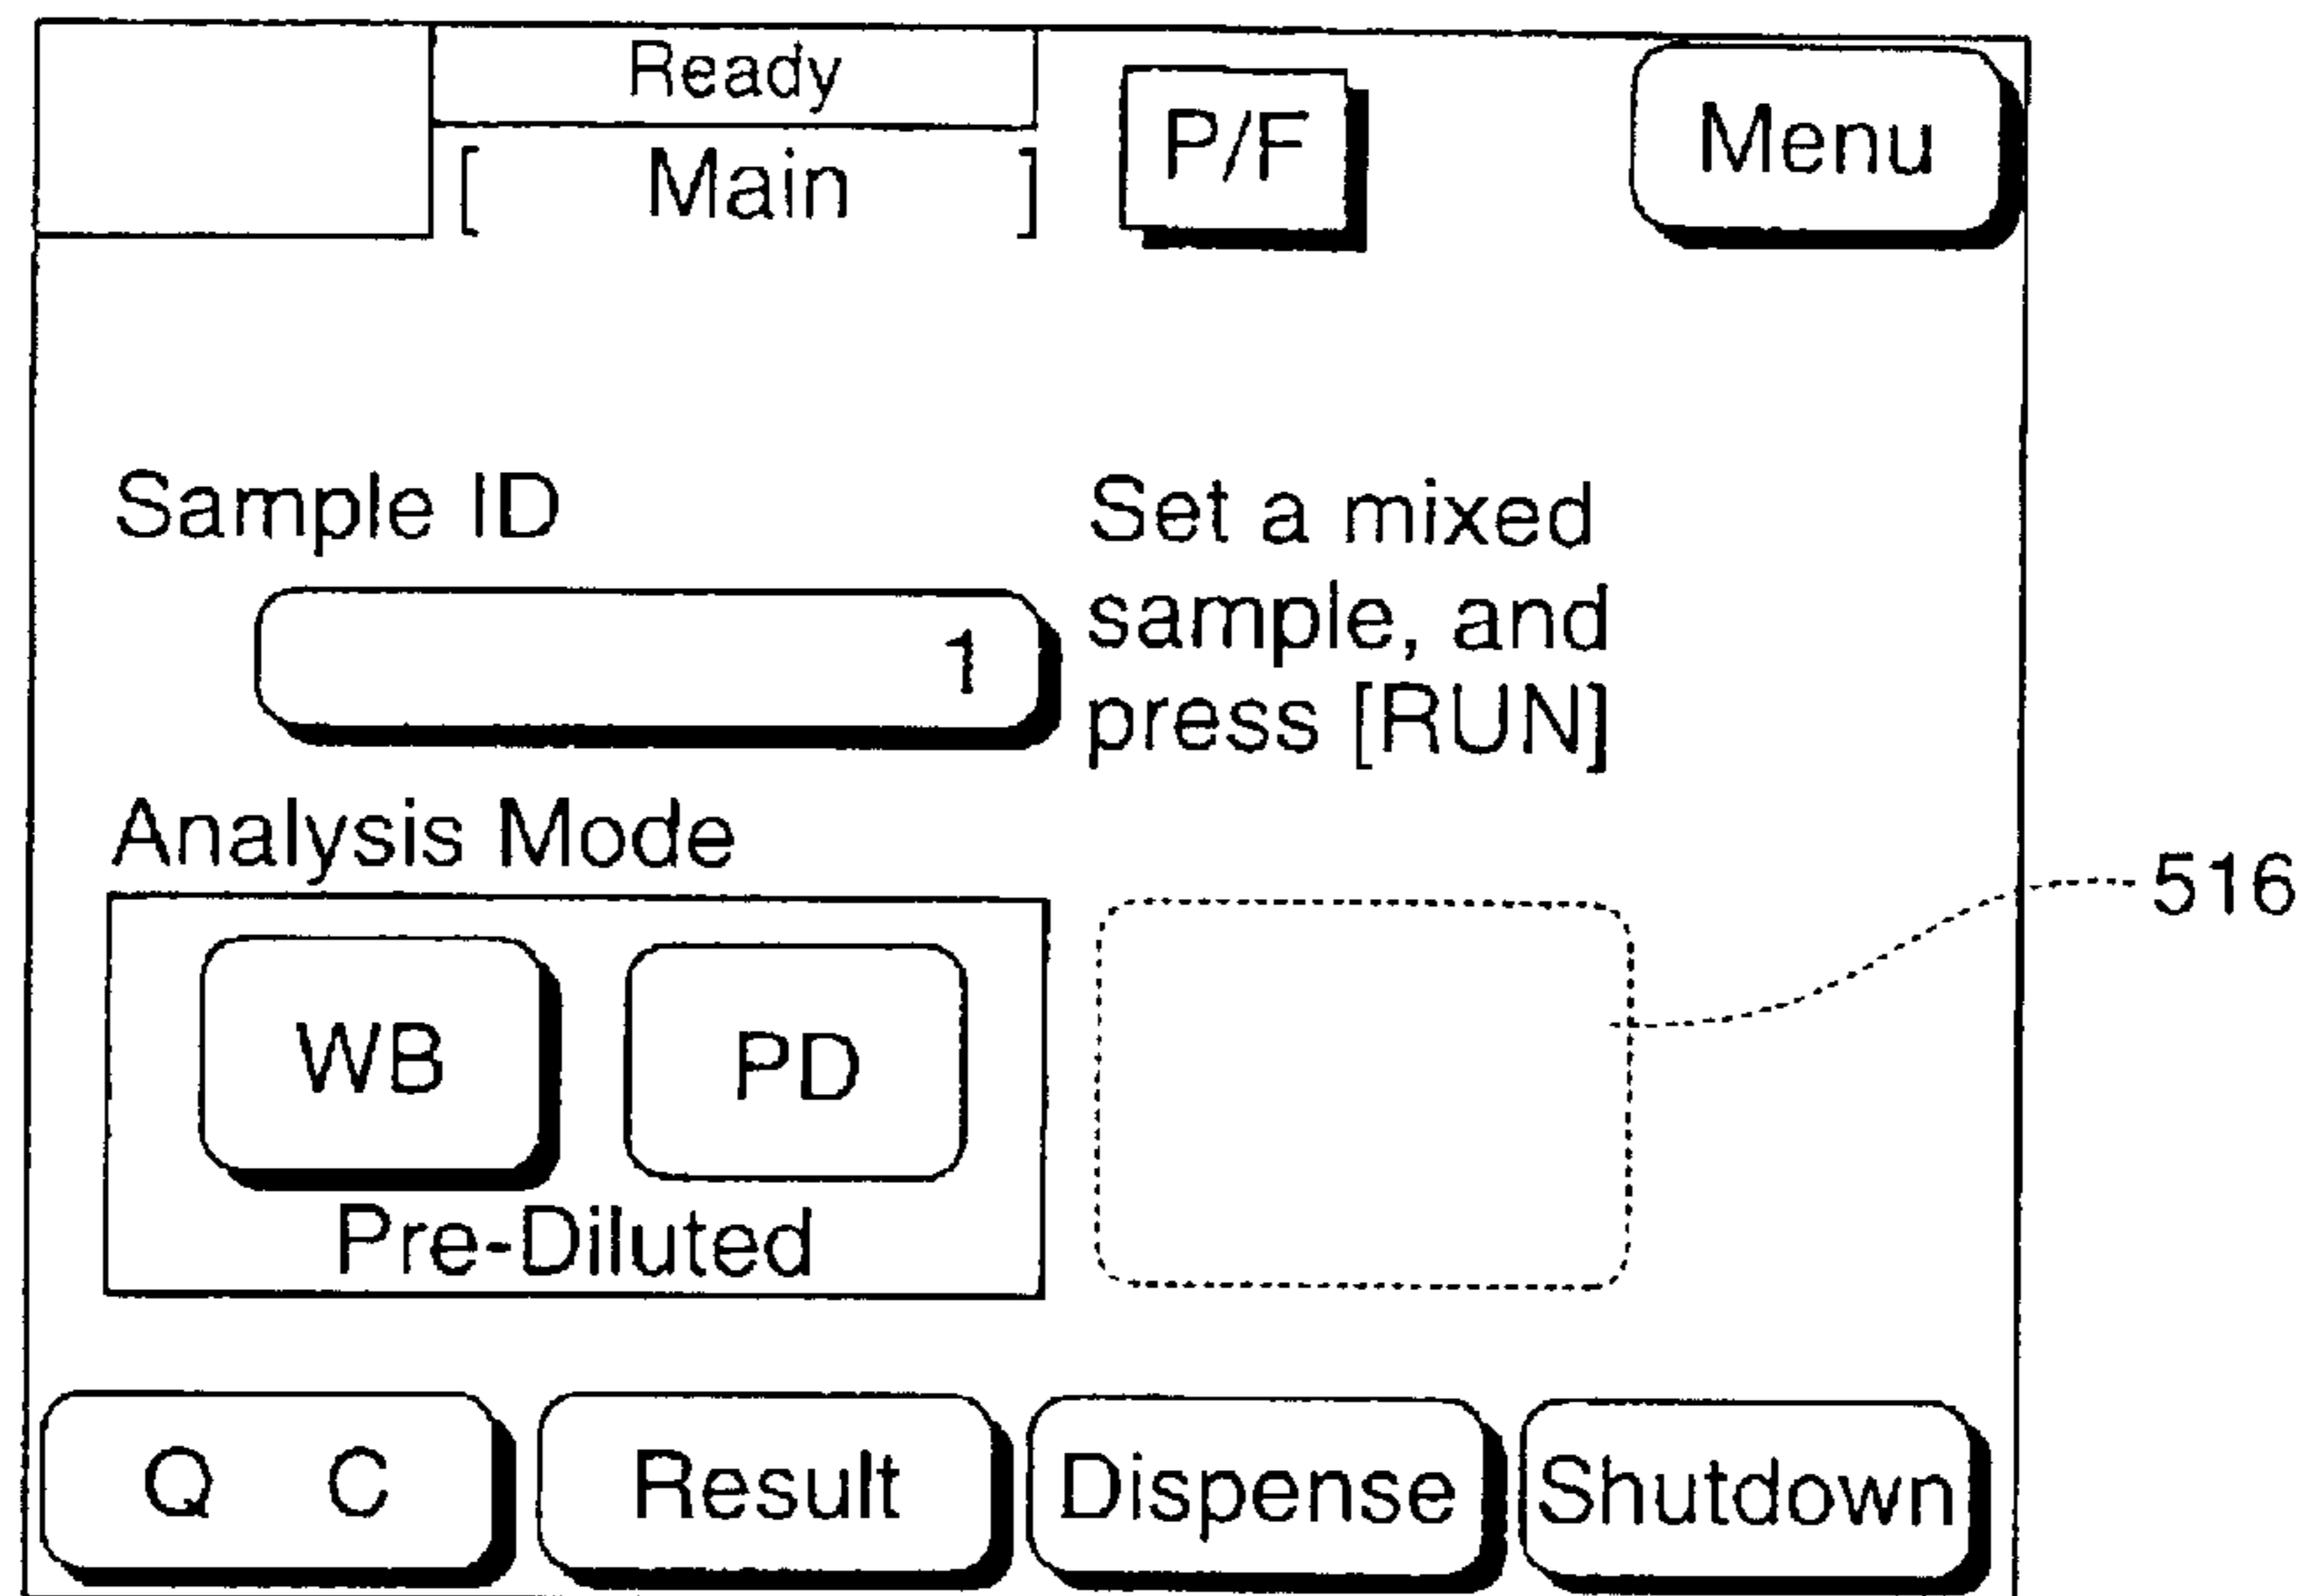 Ready
[ Main ]
P/F
Menu
Sample ID
1
Set a mixed
sample, and
press [RUN]
Analysis Mode
WB
PD
Pre-Diluted
516
Q C
Result
Dispense
Shutdown